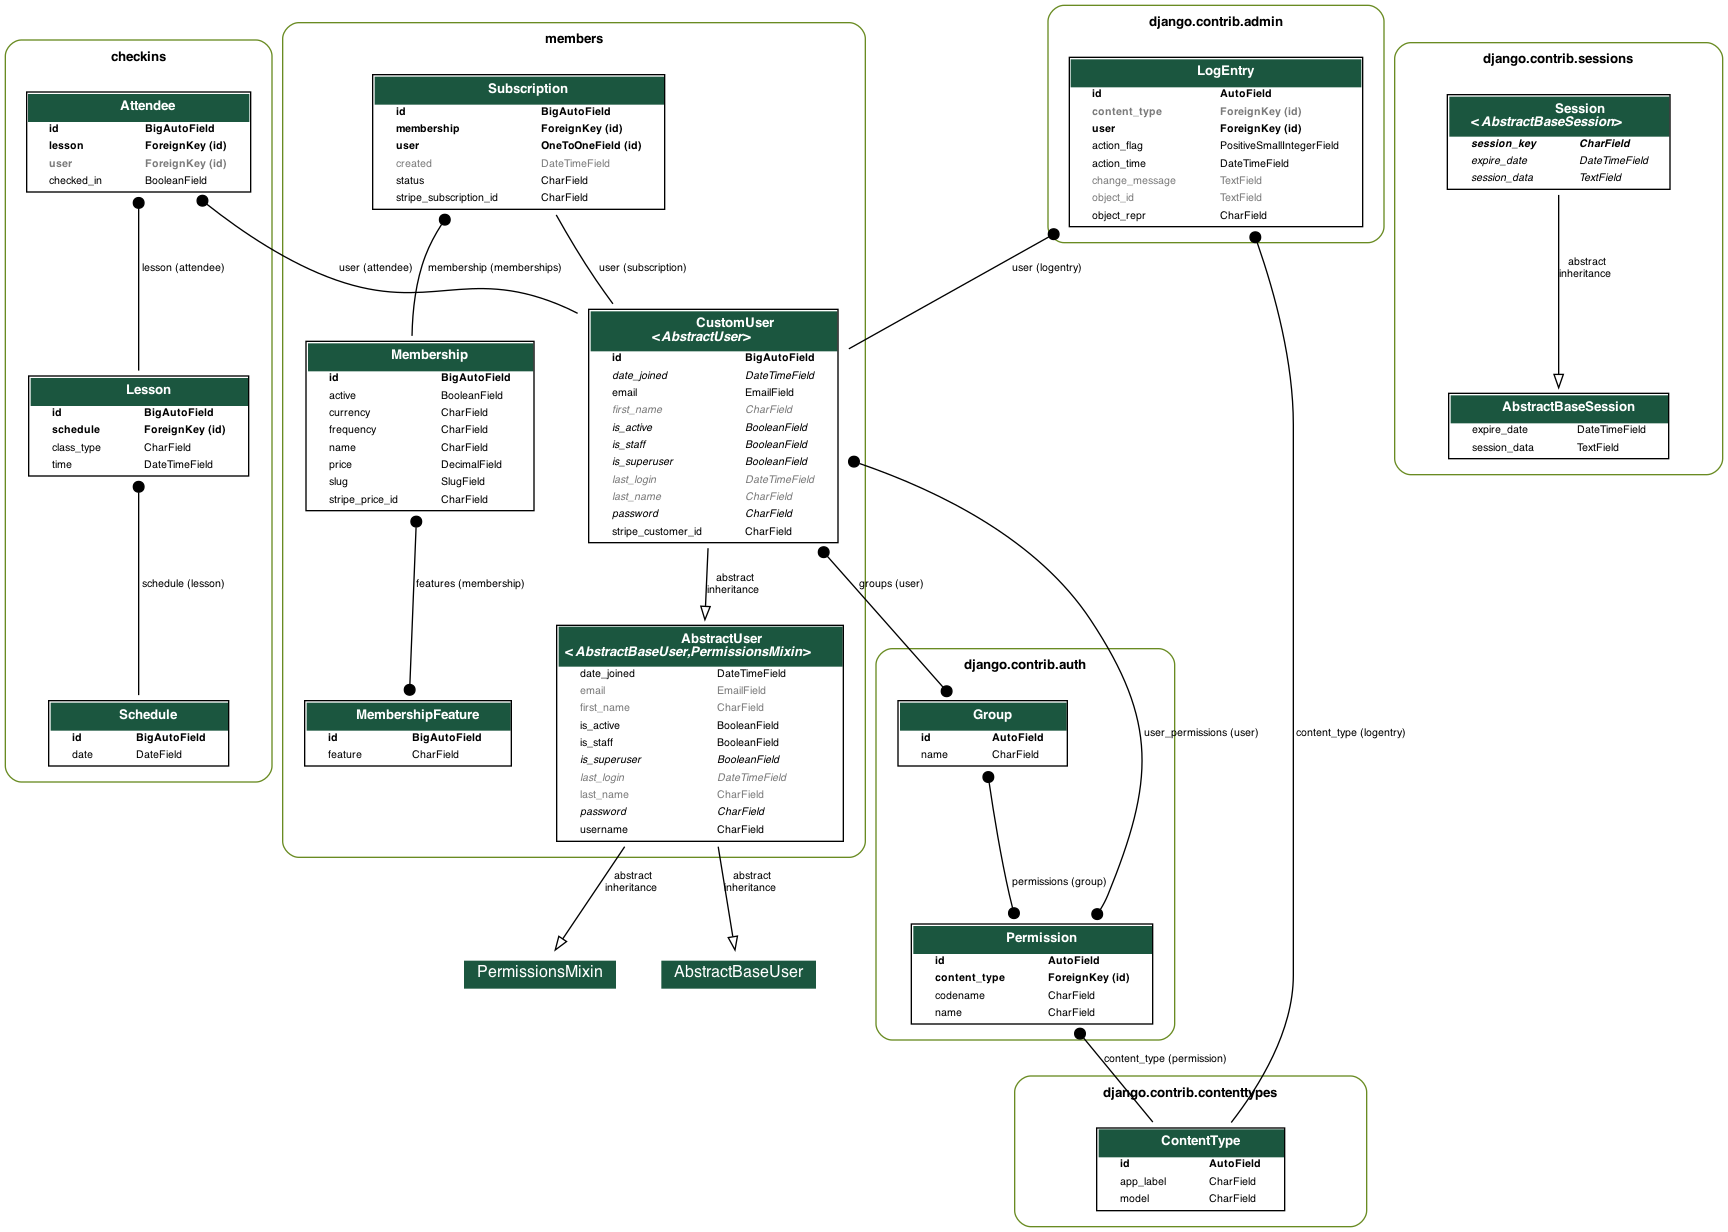 checkins
Attendee
id BigAutoField
lesson ForeignKey (id)
user ForeignKey (id)
checked_in BooleanField
lesson (attendee)
user (attendee)
Lesson
id BigAutoField
schedule ForeignKey (id)
class_type CharField
time DateTimeField
schedule (lesson)
Schedule
id BigAutoField
date DateField
members
Subscription
id BigAutoField
membership ForeignKey (id)
user OneToOneField (id)
created DateTimeField
status CharField
stripe_subscription_id CharField
membership (memberships)
user (subscription)
Membership
id BigAutoField
active BooleanField
currency CharField
frequency CharField
name CharField
price DecimalField
slug SlugField
stripe_price_id CharField
features (membership)
MembershipFeature
id BigAutoField
feature CharField
CustomUser
<AbstractUser>
id BigAutoField
date_joined DateTimeField
email EmailField
first_name CharField
is_active BooleanField
is_staff BooleanField
is_superuser BooleanField
last_login DateTimeField
last_name CharField
password CharField
stripe_customer_id CharField
abstract
inheritance
groups (user)
AbstractUser
<AbstractBaseUser,PermissionsMixin>
date_joined DateTimeField
email EmailField
first_name CharField
is_active BooleanField
is_staff BooleanField
is_superuser BooleanField
last_login DateTimeField
last_name CharField
password CharField
username CharField
abstract
inheritance
abstract
inheritance
PermissionsMixin
AbstractBaseUser
django.contrib.admin
LogEntry
id AutoField
content_type ForeignKey (id)
user ForeignKey (id)
action_flag PositiveSmallIntegerField
action_time DateTimeField
change_message TextField
object_id TextField
object_repr CharField
user (logentry)
django.contrib.auth
Group
id AutoField
name CharField
user_permissions (user)
content_type (logentry)
permissions (group)
Permission
id AutoField
content_type ForeignKey (id)
codename CharField
name CharField
content_type (permission)
django.contrib.contenttypes
ContentType
id AutoField
app_label CharField
model CharField
django.contrib.sessions
Session
<AbstractBaseSession>
session_key CharField
expire_date DateTimeField
session_data TextField
abstract
inheritance
AbstractBaseSession
expire_date DateTimeField
session_data TextField